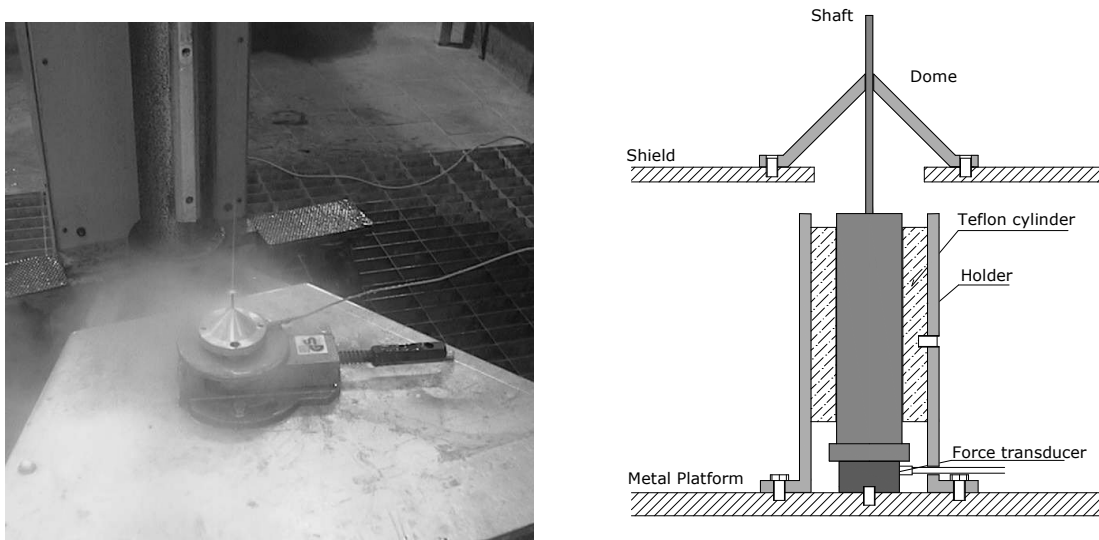 Shaft
Dome
Shield
Teflon cylinder
Holder
Force transducer
Metal Platform